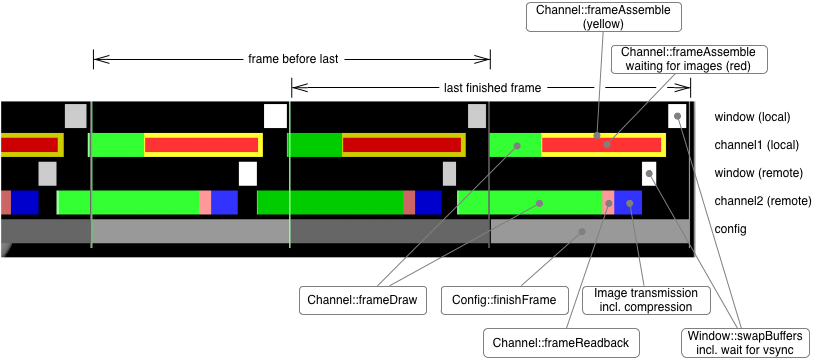 Channel::frameAssemble
(yellow)
Channel::frameAssemble
waiting for images (red)
frame before last
last finished frame
window (local)
channel1 (local)
window (remote)
channel2 (remote)
config
Channel::frameDraw
Config::finishFrame
Image transmission
incl. compression
Channel::frameReadback
Window::swapBuffers
incl. wait for vsync